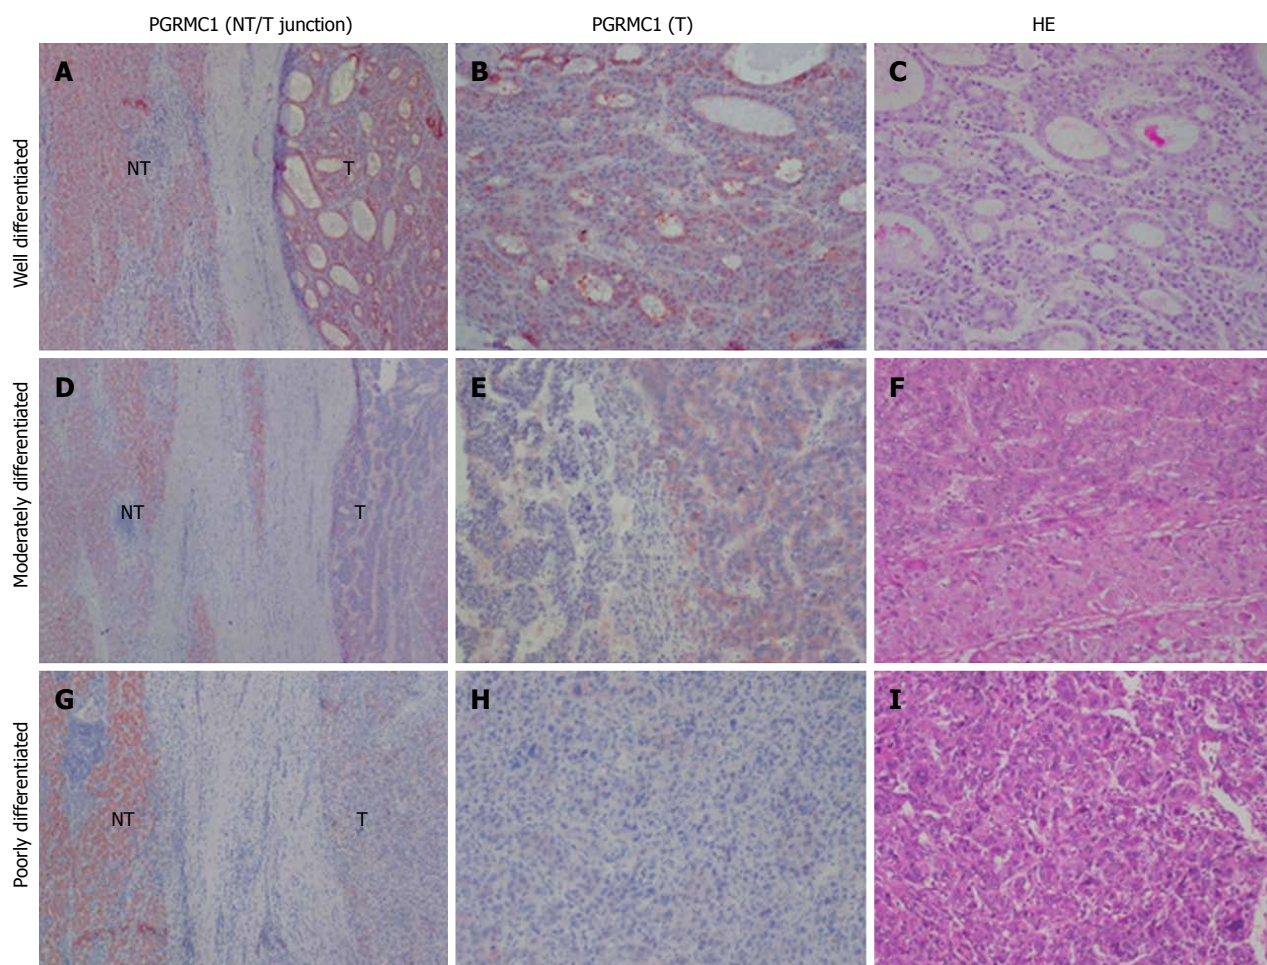 PGRMC1 (NT/T junction)
PGRMC1 (T)
HE
Well differentiated
A
NT
T
B
C
Moderately differentiated
D
NT
T
E
F
Poorly differentiated
G
NT
T
H
I